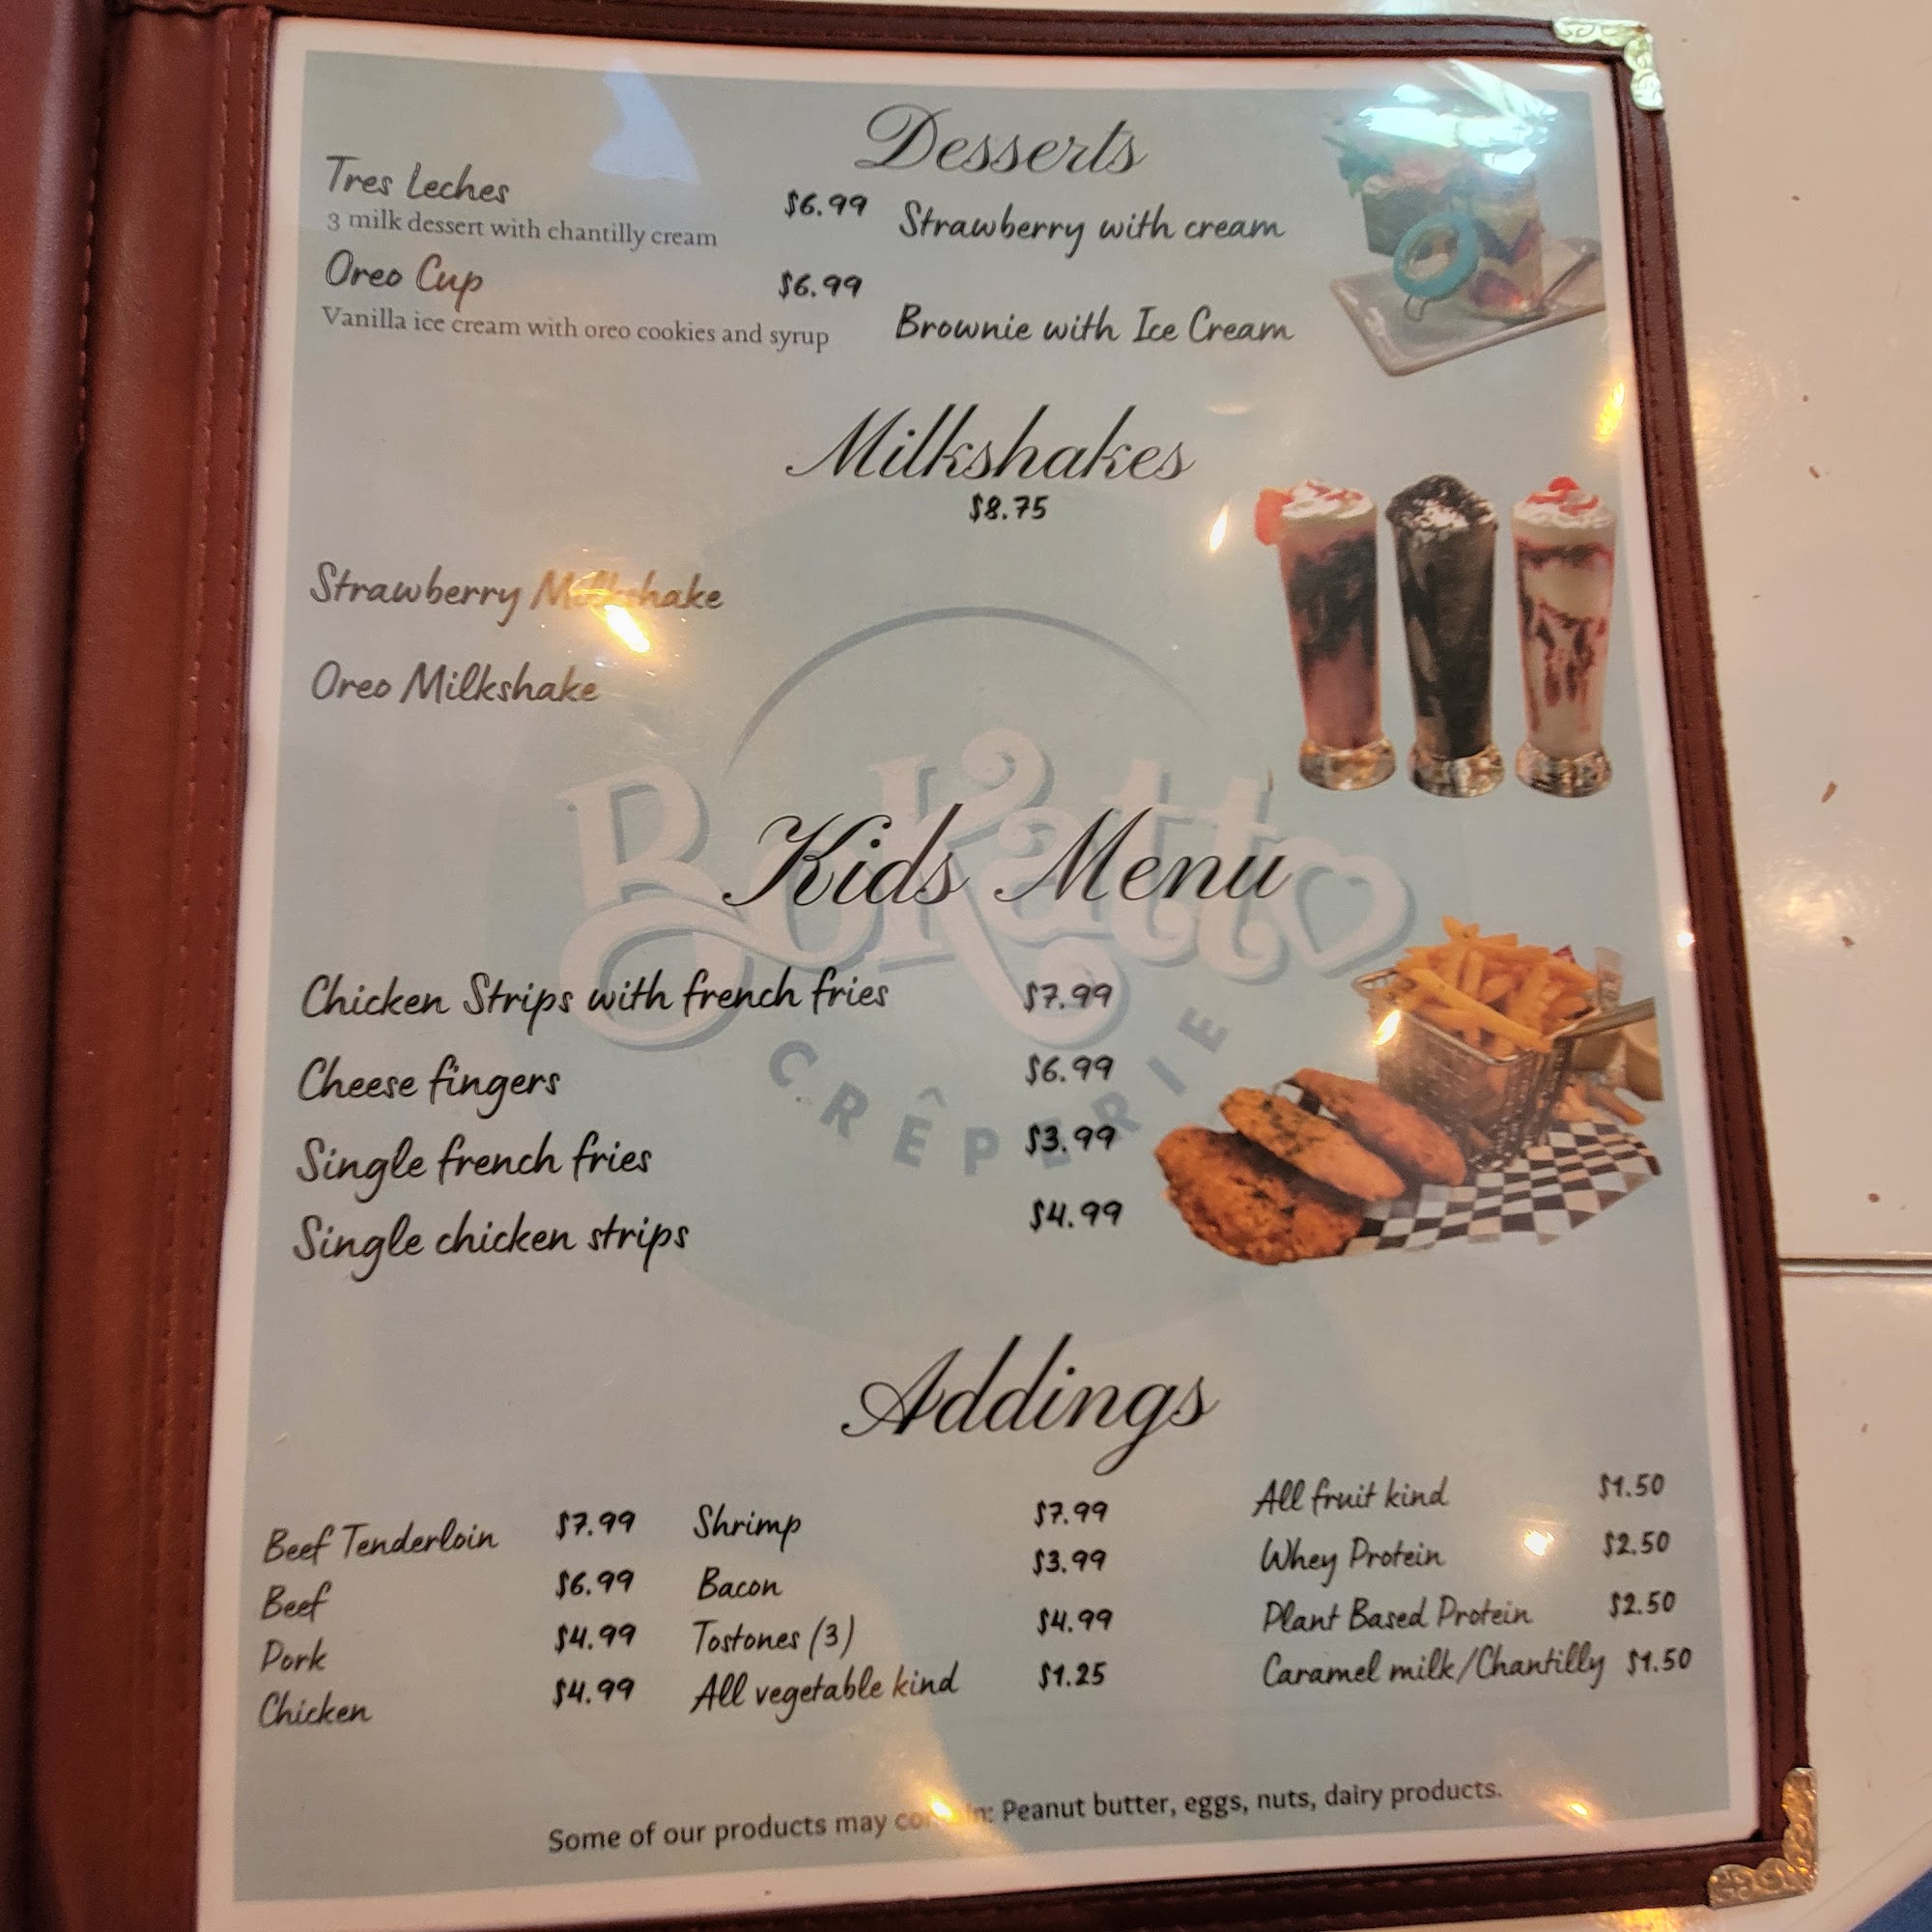 Desserts
Tres Leches $6.99
3 milk dessert with chantilly cream
Strawberry with cream
Oreo Cup $6.99
Vanilla ice cream with oreo cookies and syrup
Brownie with Ice Cream
Milkshakes
$8.75
Strawberry Milkshake
Oreo Milkshake
BoKatto
CRÊPERIE
Kids Menu
Chicken Strips with french fries $7.99
Cheese fingers $6.99
Single french fries $3.99
Single chicken strips $4.99
Addings
Beef Tenderloin $7.99
Beef $6.99
Pork $4.99
Chicken $4.99
Shrimp $7.99
Bacon $3.99
Tostones (3) $4.99
All vegetable kind $1.25
All fruit kind $1.50
Whey Protein $2.50
Plant Based Protein $2.50
Caramel milk/Chantilly $1.50
Some of our products may contain: Peanut butter, eggs, nuts, dairy products.